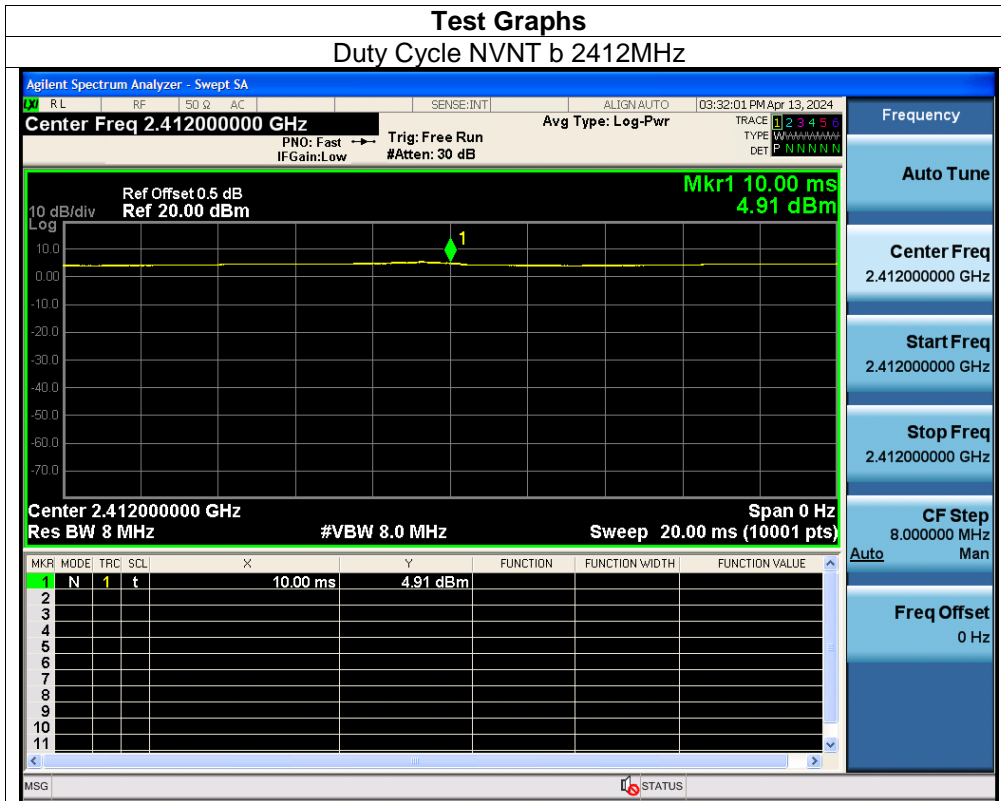 Test Graphs
Duty Cycle NVNT b 2412MHz
Agilent Spectrum Analyzer - Swept SA
LXI RL RF 50 Ω AC SENSE:INT ALIGN AUTO 03:32:01 PM Apr 13, 2024
Center Freq 2.412000000 GHz
PNO: Fast
IFGain:Low
Trig: Free Run
#Atten: 30 dB
Avg Type: Log-Pwr
TRACE 1 2 3 4 5 6
TYPE WWWWWW
DET P N N N N N
Mkr1 10.00 ms
4.91 dBm
Ref Offset 0.5 dB
10 dB/div Ref 20.00 dBm
Log
1
10.0
0.00
-10.0
-20.0
-30.0
-40.0
-50.0
-60.0
-70.0
Center 2.412000000 GHz Span 0 Hz
Res BW 8 MHz #VBW 8.0 MHz Sweep 20.00 ms (10001 pts)
MKR MODE TRC SCL X Y FUNCTION FUNCTION WIDTH FUNCTION VALUE
1 N 1 t 10.00 ms 4.91 dBm
2
3
4
5
6
7
8
9
10
11
MSG STATUS
Frequency
Auto Tune
Center Freq
2.412000000 GHz
Start Freq
2.412000000 GHz
Stop Freq
2.412000000 GHz
CF Step
8.000000 MHz
Auto Man
Freq Offset
0 Hz